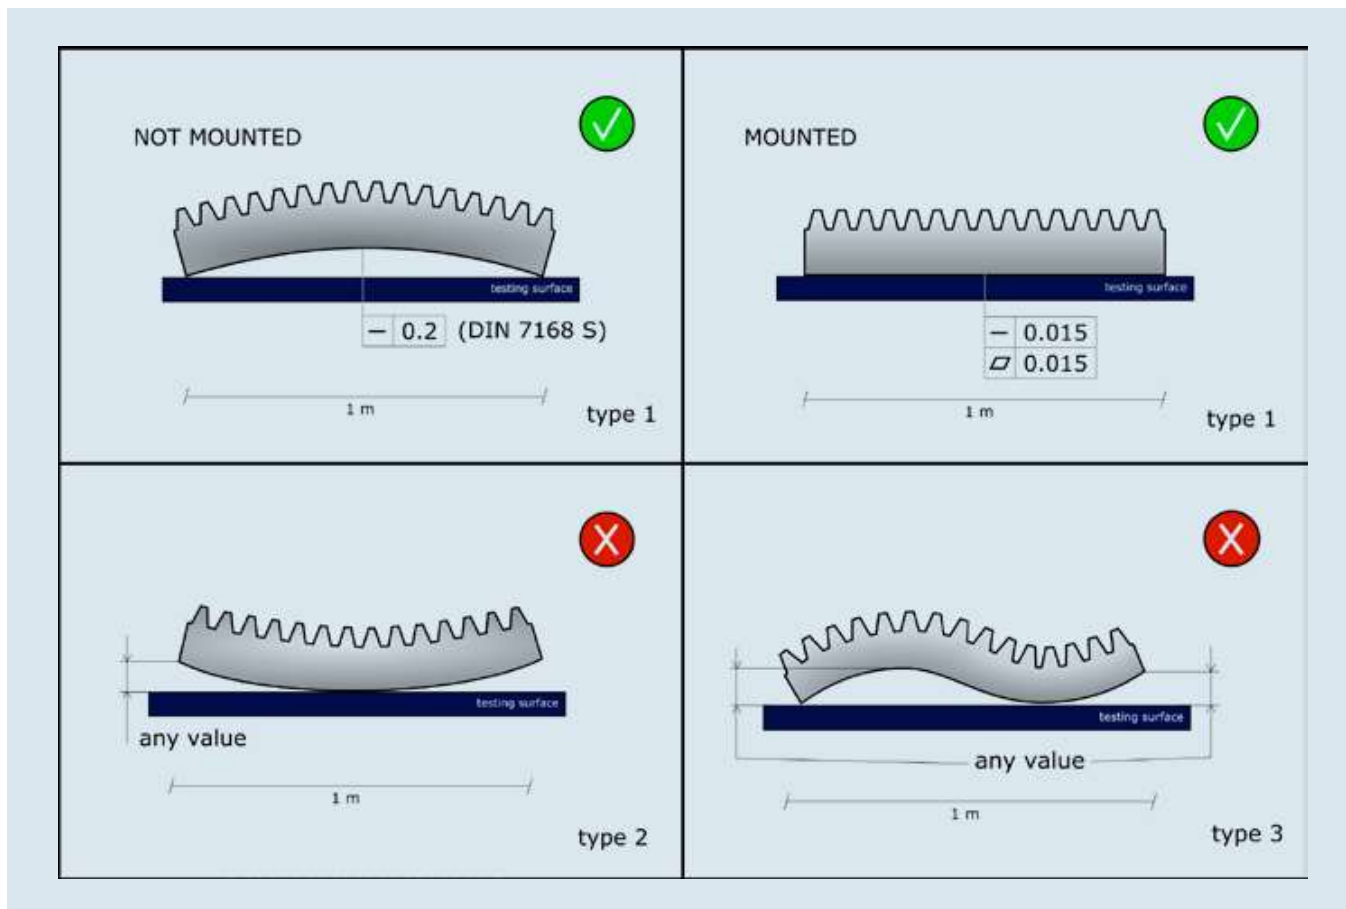 NOT MOUNTED
testing surface
— 0.2 (DIN 7168 S)
1 m
type 1
MOUNTED
testing surface
— 0.015
▱ 0.015
1 m
type 1
testing surface
any value
1 m
type 2
testing surface
any value
1 m
type 3